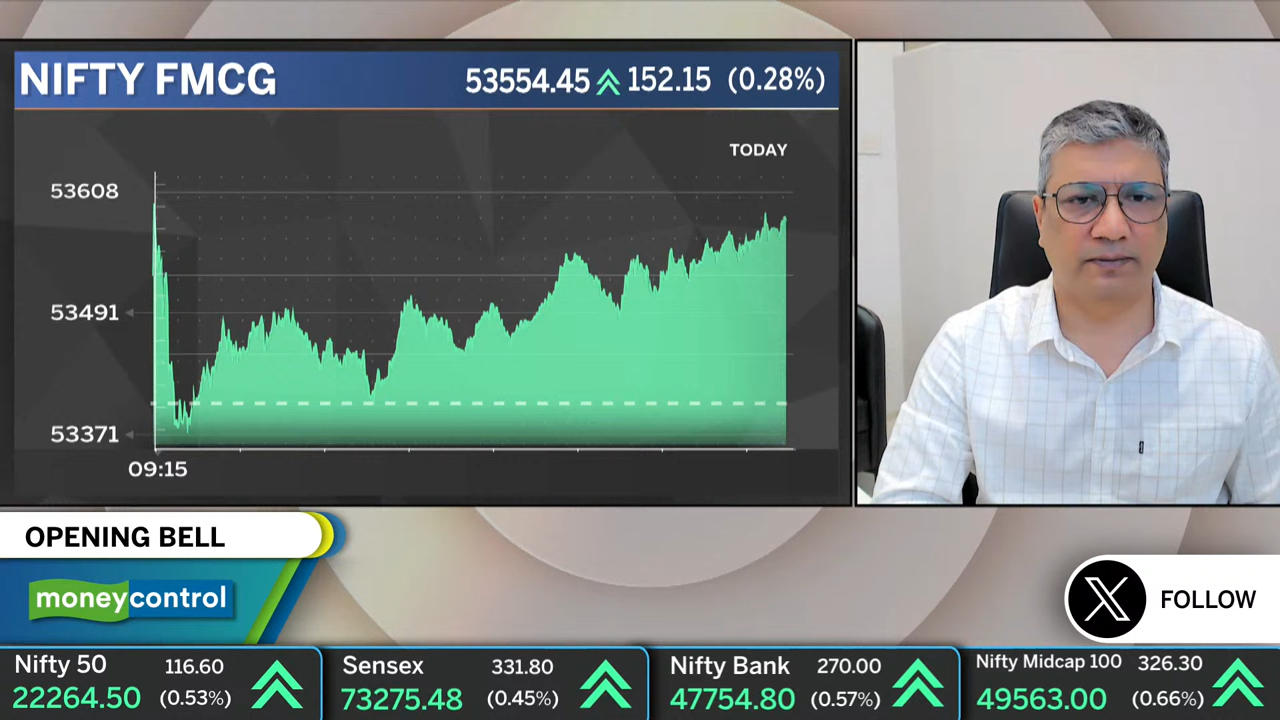 NIFTY FMCG 53554.45 152.15 (0.28%)
TODAY
53608
53491
53371
09:15
OPENING BELL
moneycontrol
X FOLLOW
Nifty 50 116.60
22264.50 (0.53%)
Sensex 331.80
73275.48 (0.45%)
Nifty Bank 270.00
47754.80 (0.57%)
Nifty Midcap 100 326.30
49563.00 (0.66%)